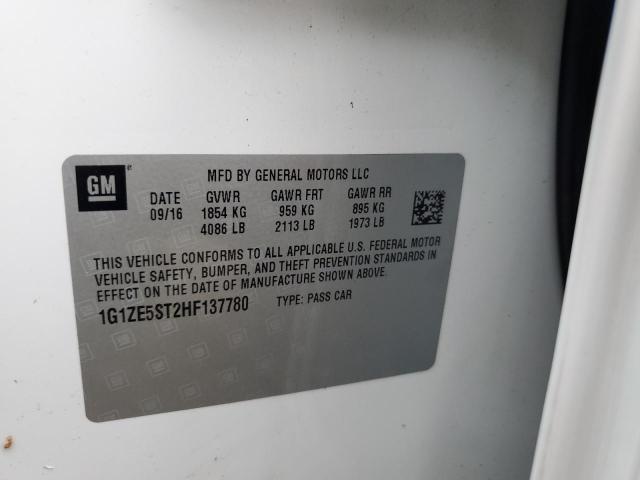 GM
MFD BY GENERAL MOTORS LLC
DATE GVWR GAWR FRT GAWR RR
09/16 1854 KG 959 KG 895 KG
4086 LB 2113 LB 1973 LB
THIS VEHICLE CONFORMS TO ALL APPLICABLE U.S. FEDERAL MOTOR
VEHICLE SAFETY, BUMPER, AND THEFT PREVENTION STANDARDS IN
EFFECT ON THE DATE OF MANUFACTURE SHOWN ABOVE.
1G1ZE5ST2HF137780 TYPE: PASS CAR